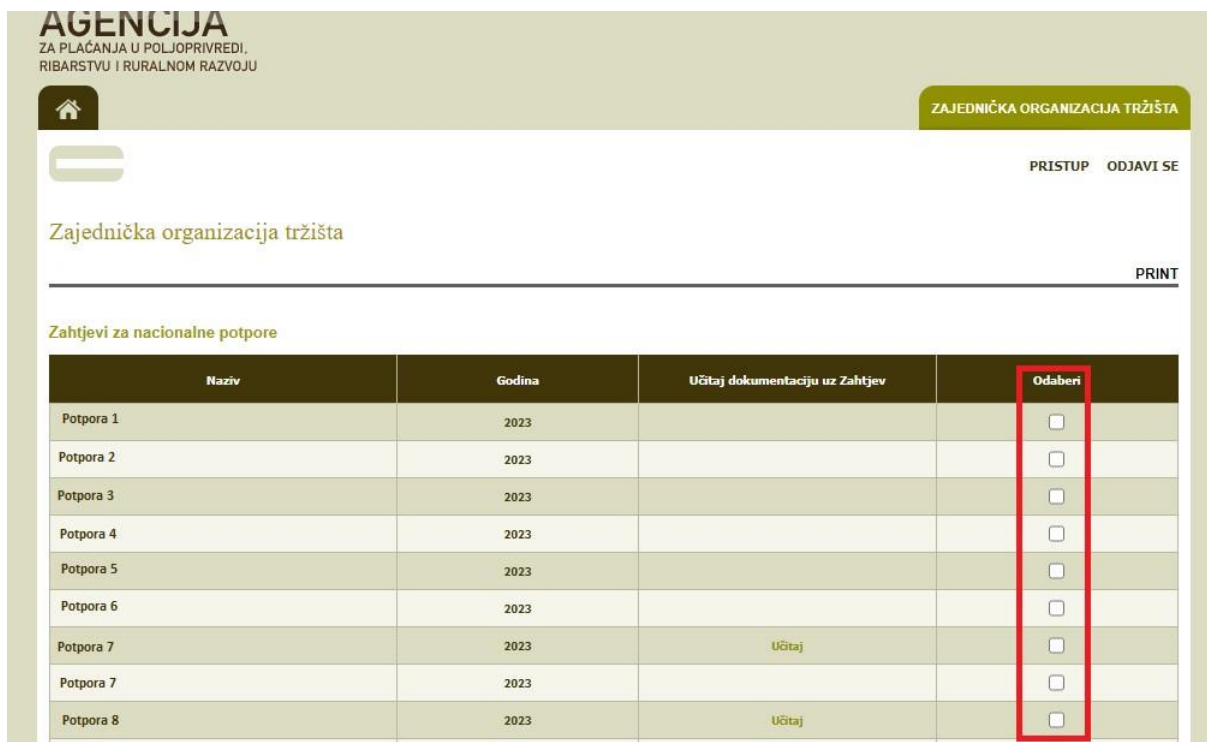 AGENCIJA
ZA PLAĆANJA U POLJOPRIVREDI,
RIBARSTVU I RURALNOM RAZVOJU
ZAJEDNIČKA ORGANIZACIJA TRŽIŠTA
PRISTUP ODJAVI SE
Zajednička organizacija tržišta
PRINT
Zahtjevi za nacionalne potpore
Naziv Godina Učitaj dokumentaciju uz Zahtjev Odaberi
Potpora 1 2023
Potpora 2 2023
Potpora 3 2023
Potpora 4 2023
Potpora 5 2023
Potpora 6 2023
Potpora 7 2023 Učitaj
Potpora 7 2023
Potpora 8 2023 Učitaj